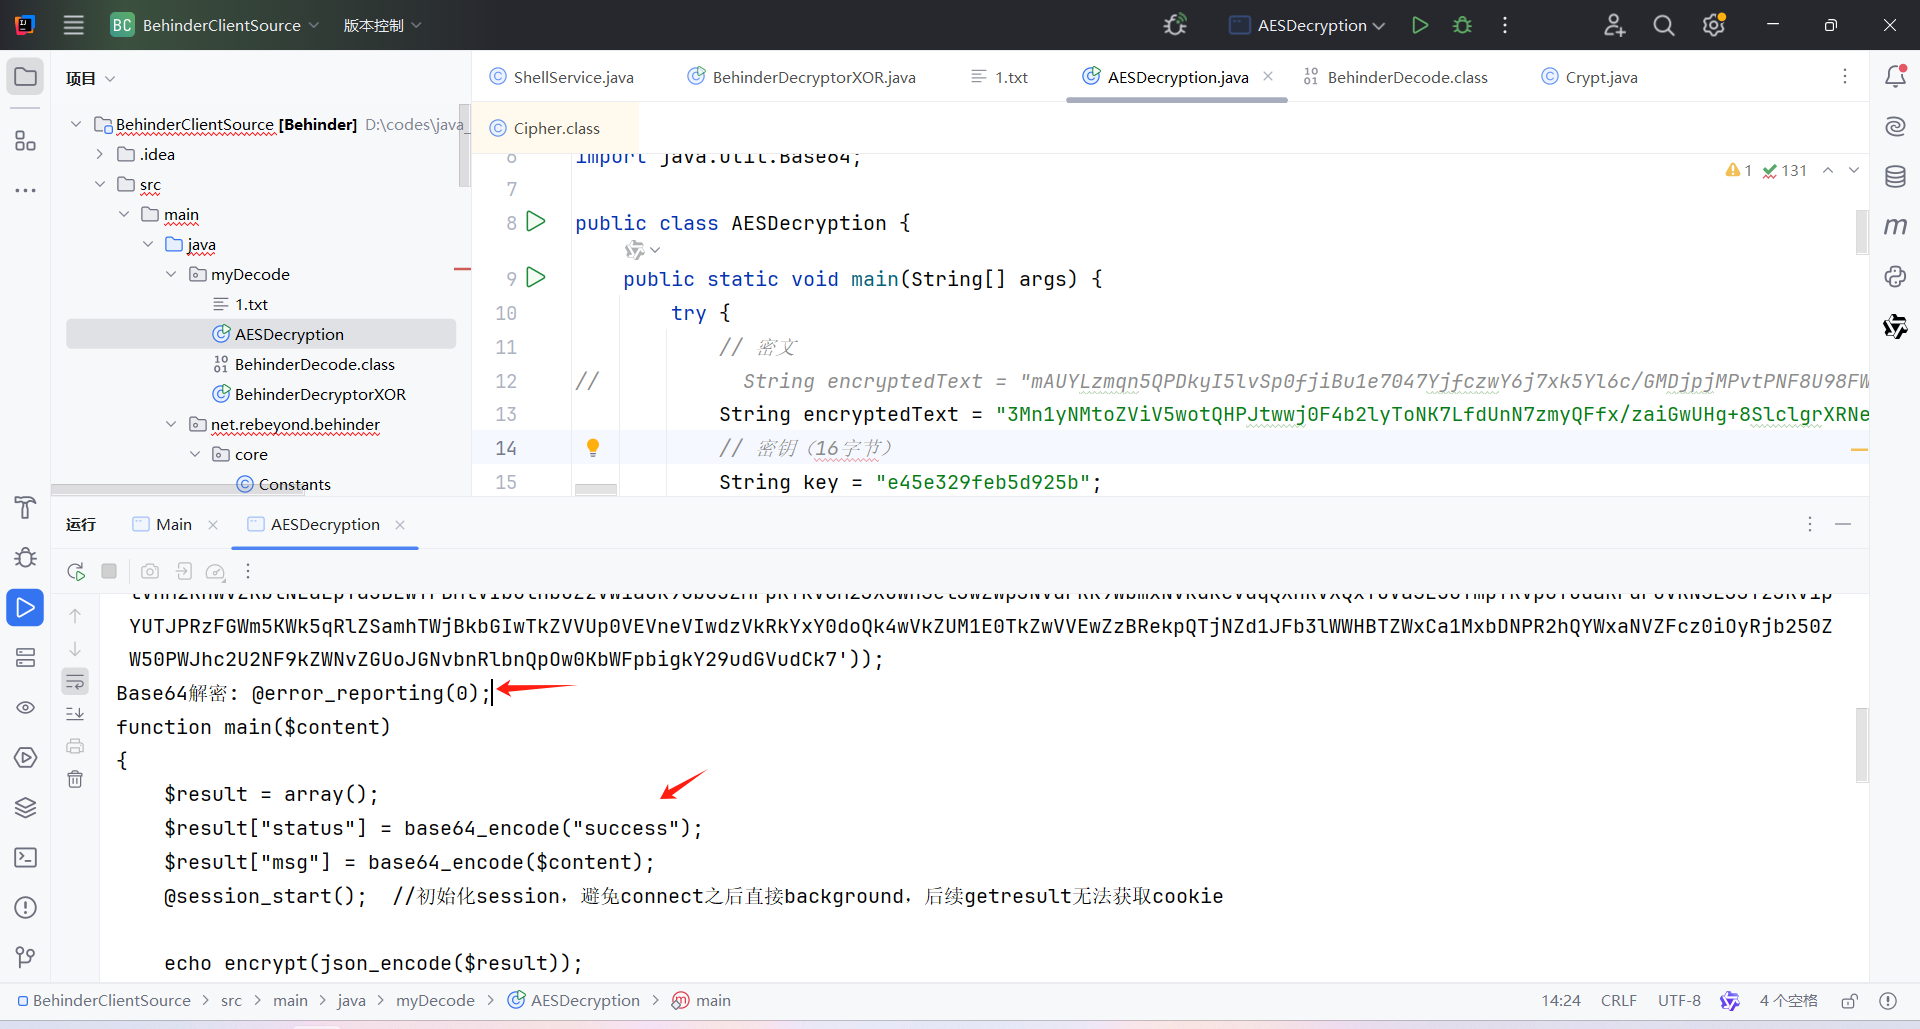 BC BehinderClientSource 版本控制 AESDecryption
项目
ShellService.java BehinderDecryptorXOR.java 1.txt AESDecryption.java BehinderDecode.class Crypt.java
Cipher.class
BehinderClientSource [Behinder] D:\codes\java_
.idea
src
main
java
myDecode
1.txt
AESDecryption
BehinderDecode.class
BehinderDecryptorXOR
net.rebeyond.behinder
core
Constants
6 import java.util.Base64;
1 131
7
8 public class AESDecryption {
9 public static void main(String[] args) {
10 try {
11 // 密文
12 // String encryptedText = "mAUYLzmqn5QPDkyI5lvSp0fjiBu1e7047Yjfczwy6j7xk5Yl6c/GMDjpjMPvtPNF8U98FW
13 String encryptedText = "3Mn1yNMtoZViV5wotQHPJtwwj0F4b2lyToNK7LfdUnN7zmyQFfx/zaiGwUHg+8SlclgrXRNe
14 // 密钥（16字节）
15 String key = "e45e329feb5d925b";
运行 Main AESDecryption
YUTJPRzFGWm5KWk5qRlZSamhTWjBkbGIwTkZVVUp0VEVneVIwdzVkRkYxY0doQk4wVkZUM1E0TkZwVVEwZzBRekpQTjNZd1JFb3lWWHBTZWxCa1MxbDNPR2hQYWxaNVZFcz0iOyRjb250Z
W50PWJhc2U2NF9kZWNvZGUoJGNvbnRlbnQpOw0KbWFpbigkY29udGVudCk7'));
Base64解密: @error_reporting(0);
function main($content)
{
$result = array();
$result["status"] = base64_encode("success");
$result["msg"] = base64_encode($content);
@session_start(); //初始化session，避免connect之后直接background，后续getresult无法获取cookie
echo encrypt(json_encode($result));
BehinderClientSource > src > main > java > myDecode > AESDecryption > main
14:24 CRLF UTF-8 4 个空格